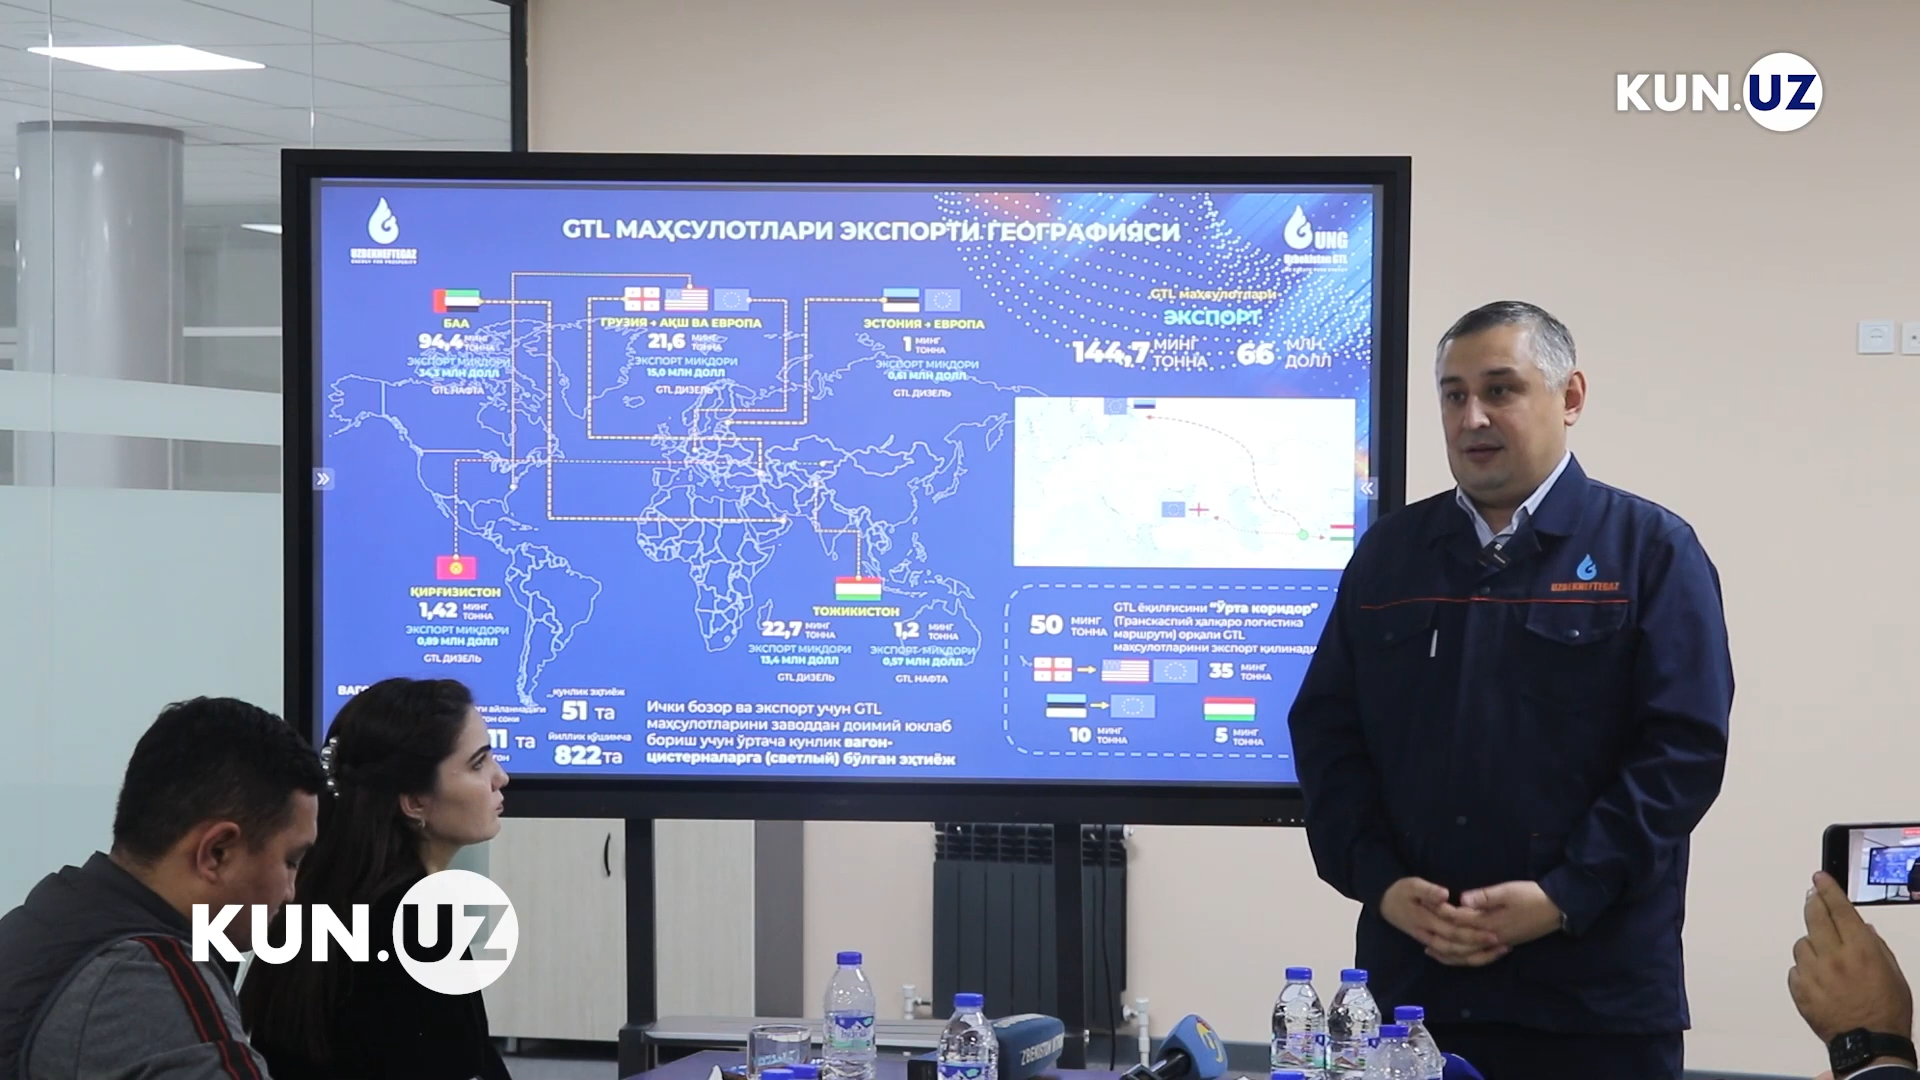 KUN.UZ
UZBEKNEFTEGAZ
ENERGY FOR PROSPERITY
GTL МАҲСУЛОТЛАРИ ЭКСПОРТИ ГЕОГРАФИЯСИ
UNG
Uzbekistan GTL
БАА
94,4 МИНГ ТОННА
ЭКСПОРТ МИҚДОРИ
34,3 МЛН ДОЛЛ
GTL НАФТА
ГРУЗИЯ + АҚШ ВА ЕВРОПА
21,6 МИНГ ТОННА
ЭКСПОРТ МИҚДОРИ
15,0 МЛН ДОЛЛ
GTL ДИЗЕЛЬ
ЭСТОНИЯ + ЕВРОПА
1 МИНГ ТОННА
ЭКСПОРТ МИҚДОРИ
0,61 МЛН ДОЛЛ
GTL ДИЗЕЛЬ
GTL маҳсулотлари
ЭКСПОРТ
144,7 МИНГ ТОННА 66 МЛН. ДОЛЛ
ҚИРҒИЗИСТОН
1,42 МИНГ ТОННА
ЭКСПОРТ МИҚДОРИ
0,89 МЛН ДОЛЛ
GTL ДИЗЕЛЬ
ТОЖИКИСТОН
22,7 МИНГ ТОННА
ЭКСПОРТ МИҚДОРИ
13,4 МЛН ДОЛЛ
GTL ДИЗЕЛЬ
1,2 МИНГ ТОННА
ЭКСПОРТ МИҚДОРИ
0,57 МЛН ДОЛЛ
GTL НАФТА
50 МИНГ ТОННА
GTL ёқилғисини "Ўрта коридор"
(Транскаспий ҳалқаро логистика
маршрути) орқали GTL
маҳсулотларини экспорт қилинади
35 МИНГ ТОННА
10 МИНГ ТОННА
5 МИНГ ТОННА
кунлик эҳтиёж
51 та
11 та
йиллик қўшимча
822 та
Ички бозор ва экспорт учун GTL
маҳсулотларини заводдан доимий юклаб
бориш учун ўртача кунлик вагон-
цистерналарга (светлый) бўлган эҳтиёж
UZBEKNEFTEGAZ
KUN.UZ